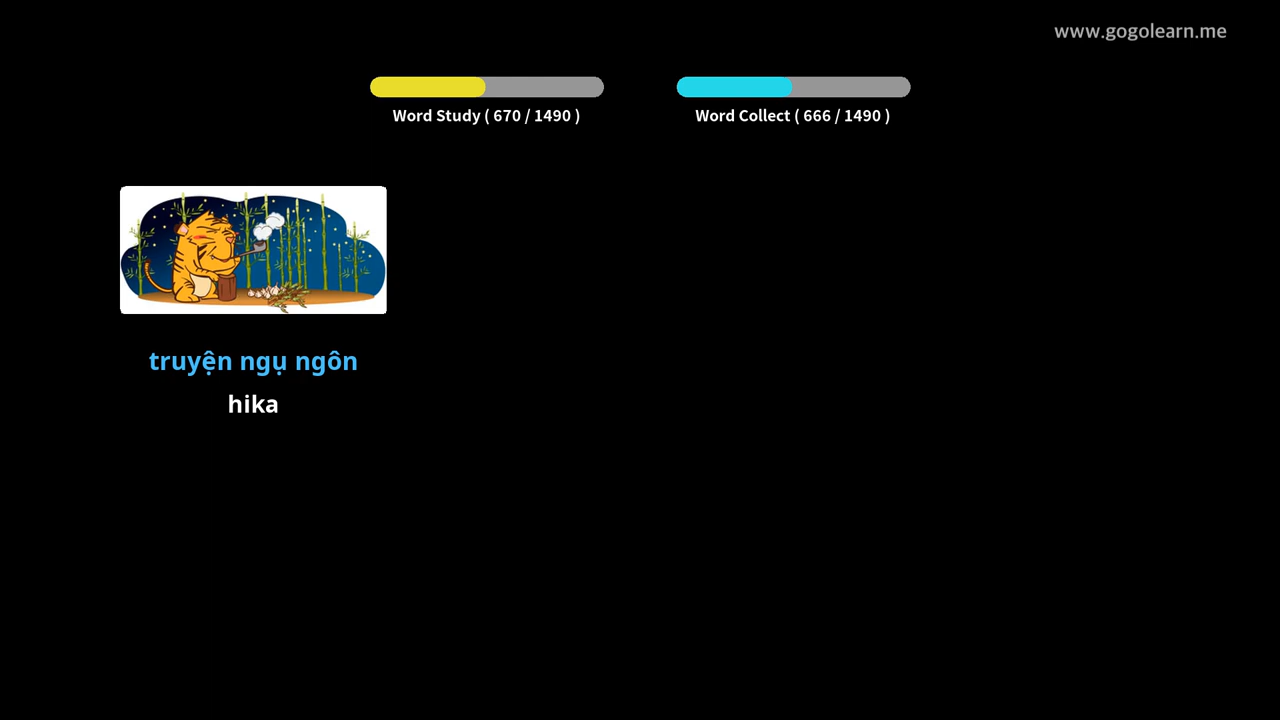 www.gogolearn.me
Word Study ( 670 / 1490 )
Word Collect ( 666 / 1490 )
truyện ngụ ngôn
hika